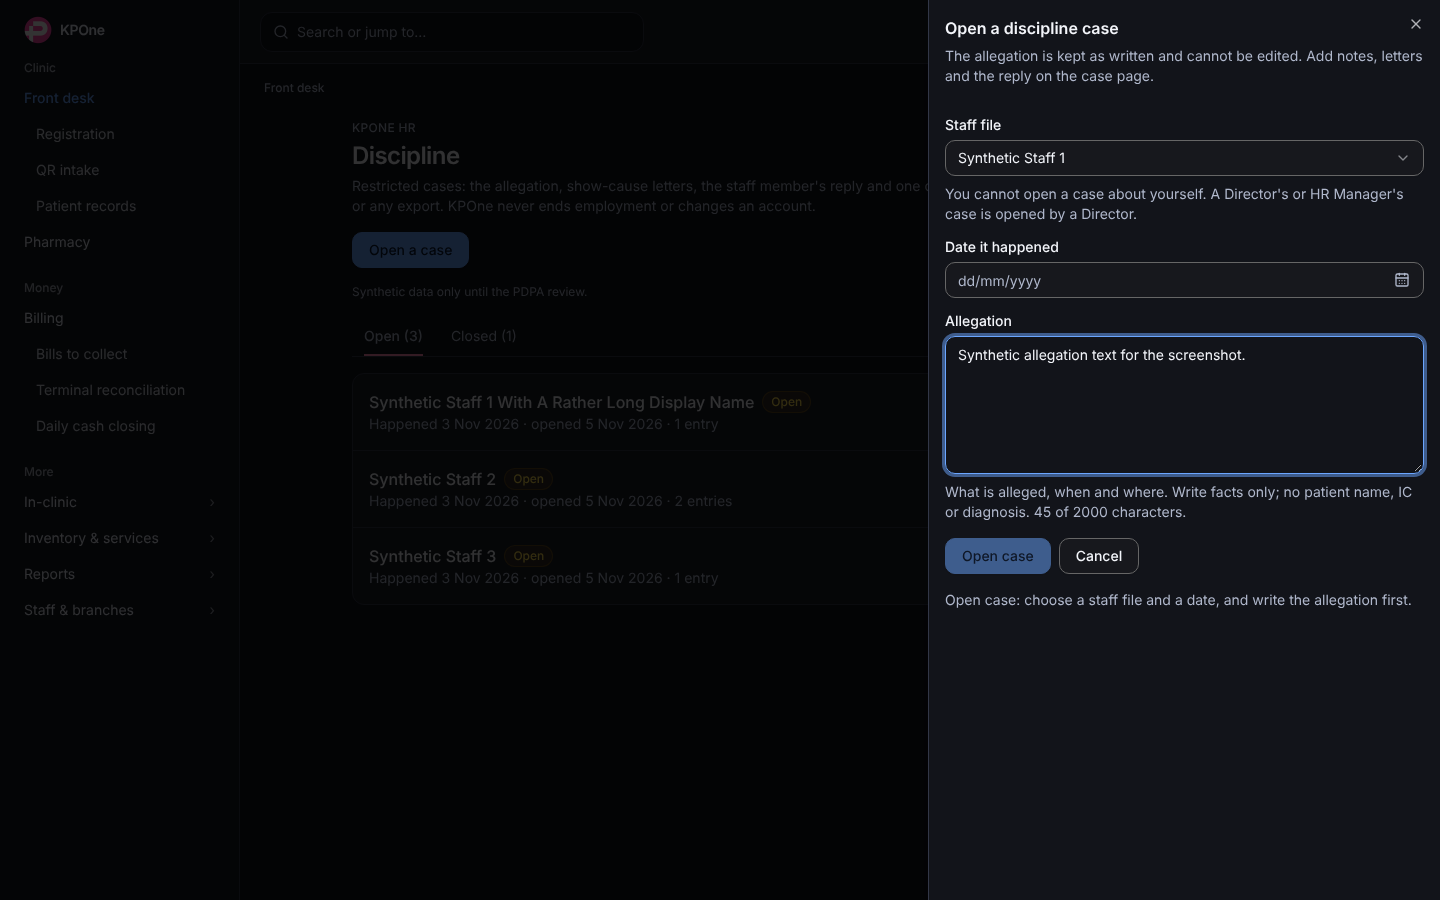 KPOne
Clinic
Front desk
Registration
QR intake
Patient records
Pharmacy
Money
Billing
Bills to collect
Terminal reconciliation
Daily cash closing
More
In-clinic
Inventory & services
Reports
Staff & branches
Search or jump to...
Front desk
KPONE HR
Discipline
Restricted cases: the allegation, show-cause letters, the staff member's reply and one
or any export. KPOne never ends employment or changes an account.
Open a case
Synthetic data only until the PDPA review.
Open (3) Closed (1)
Synthetic Staff 1 With A Rather Long Display Name Open
Happened 3 Nov 2026 · opened 5 Nov 2026 · 1 entry
Synthetic Staff 2 Open
Happened 3 Nov 2026 · opened 5 Nov 2026 · 2 entries
Synthetic Staff 3 Open
Happened 3 Nov 2026 · opened 5 Nov 2026 · 1 entry
Open a discipline case
The allegation is kept as written and cannot be edited. Add notes, letters
and the reply on the case page.
Staff file
Synthetic Staff 1
You cannot open a case about yourself. A Director's or HR Manager's
case is opened by a Director.
Date it happened
dd/mm/yyyy
Allegation
Synthetic allegation text for the screenshot.
What is alleged, when and where. Write facts only; no patient name, IC
or diagnosis. 45 of 2000 characters.
Open case Cancel
Open case: choose a staff file and a date, and write the allegation first.